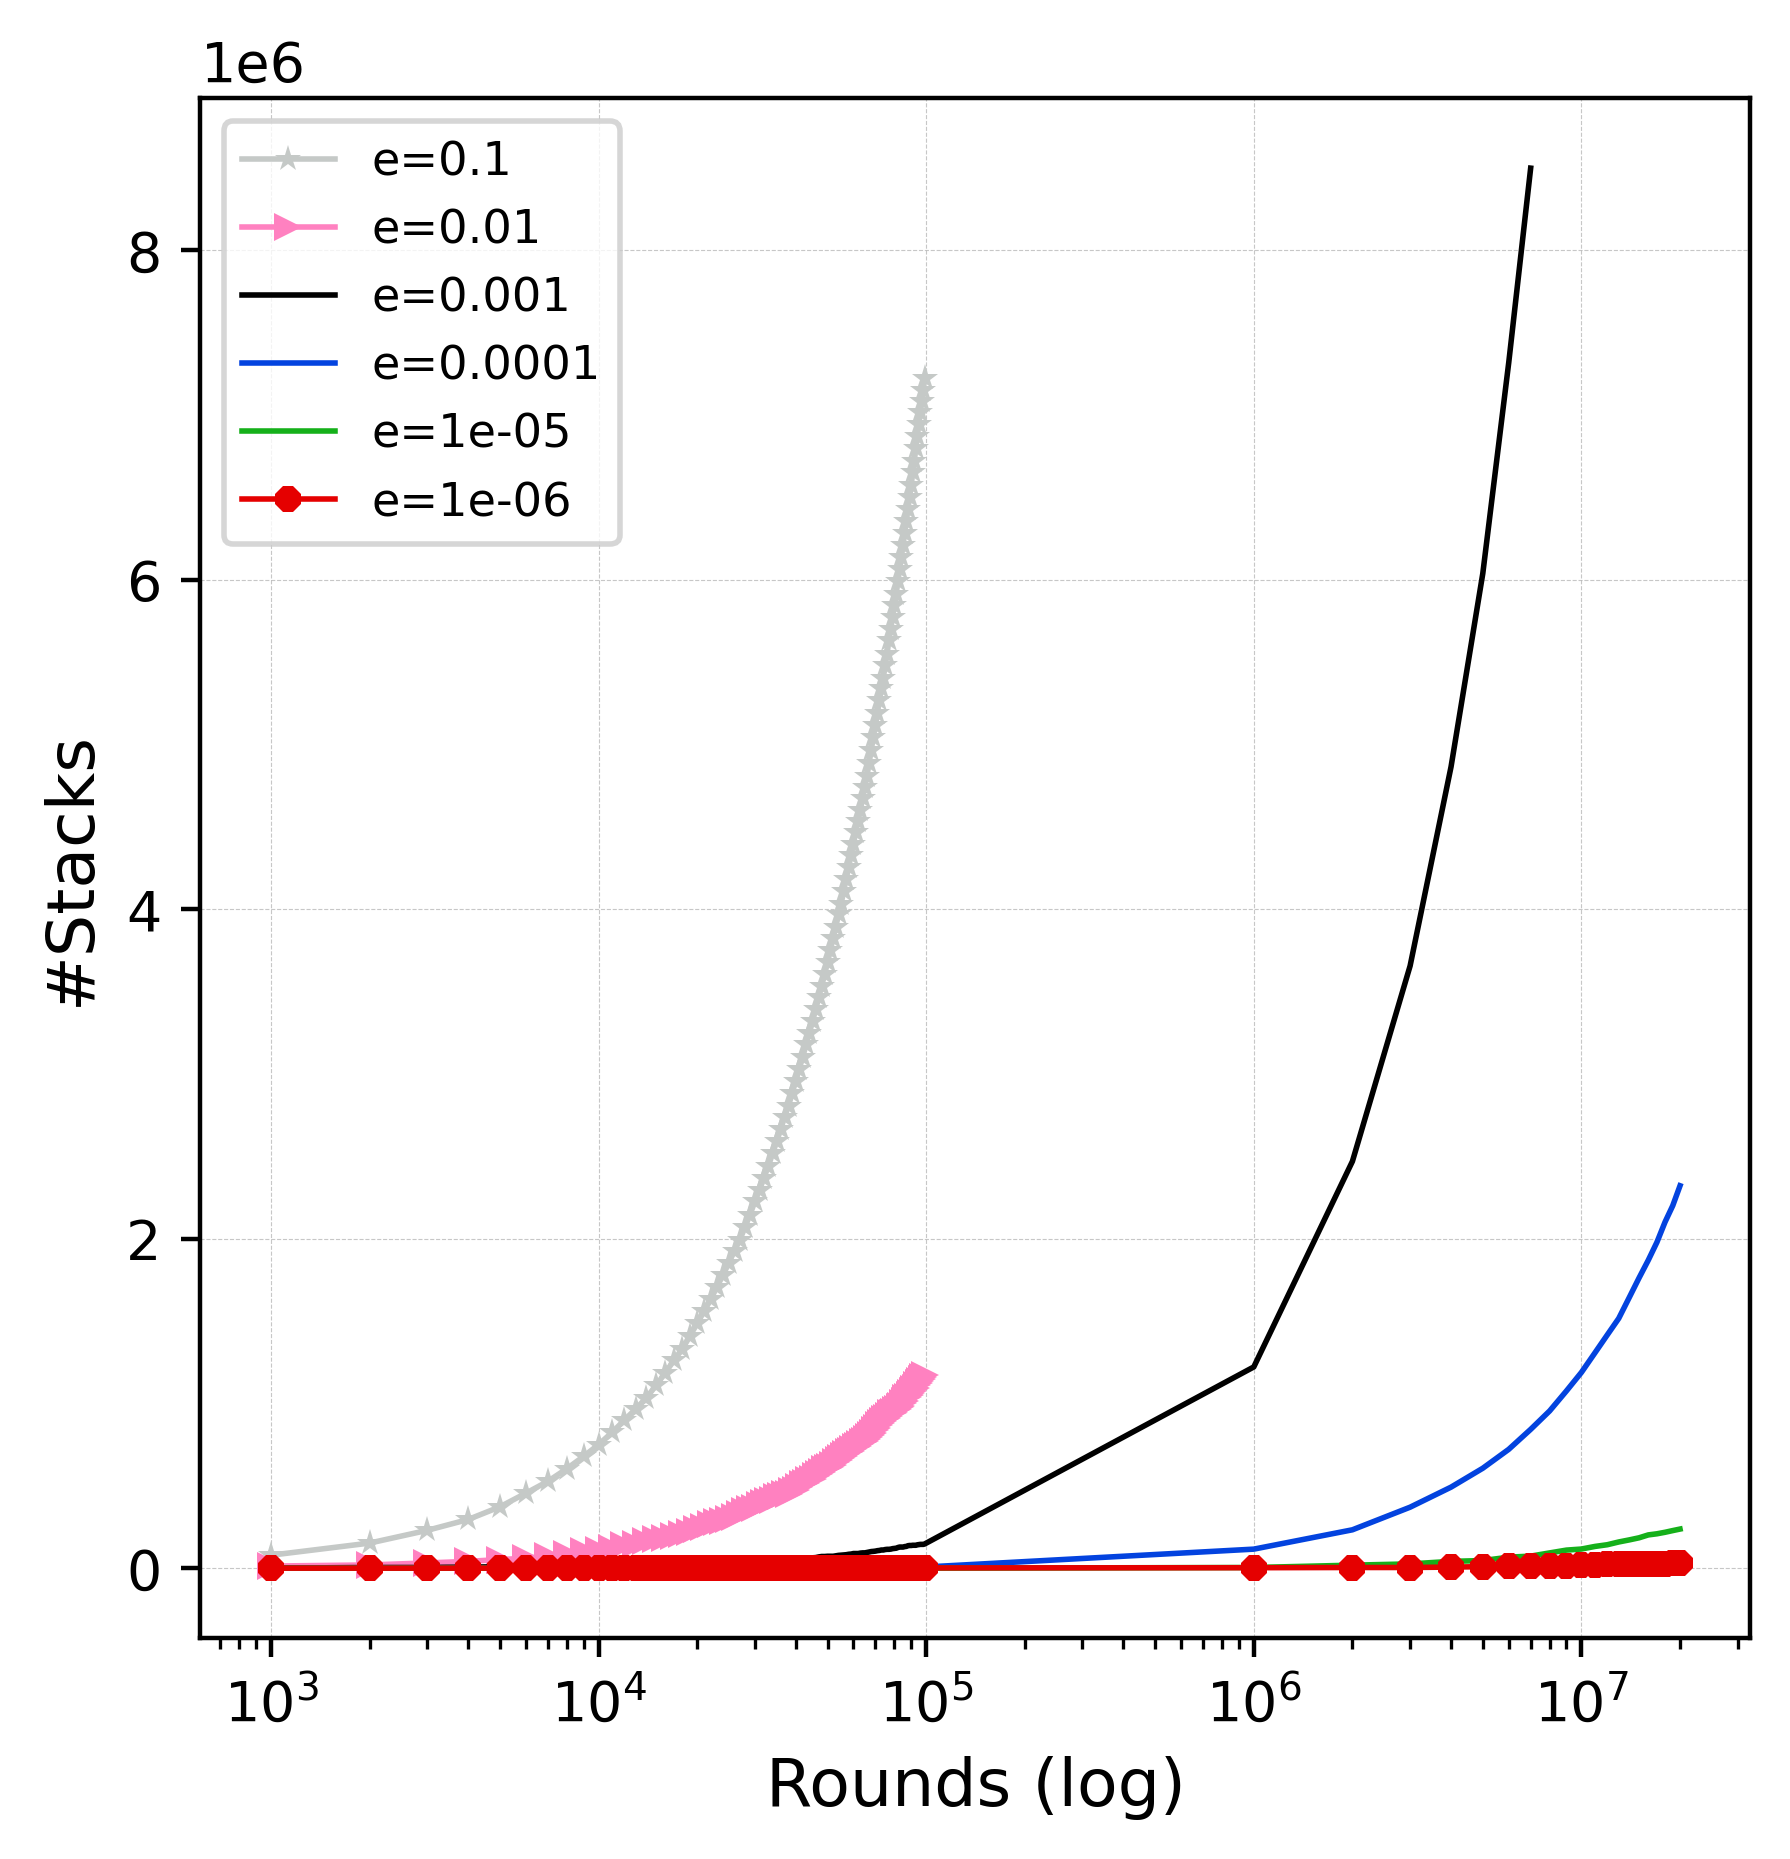 1e6
e=0.1
e=0.01
e=0.001
e=0.0001
e=1e-05
e=1e-06
8
6
4
2
0
#Stacks
10³ 10⁴ 10⁵ 10⁶ 10⁷
Rounds (log)